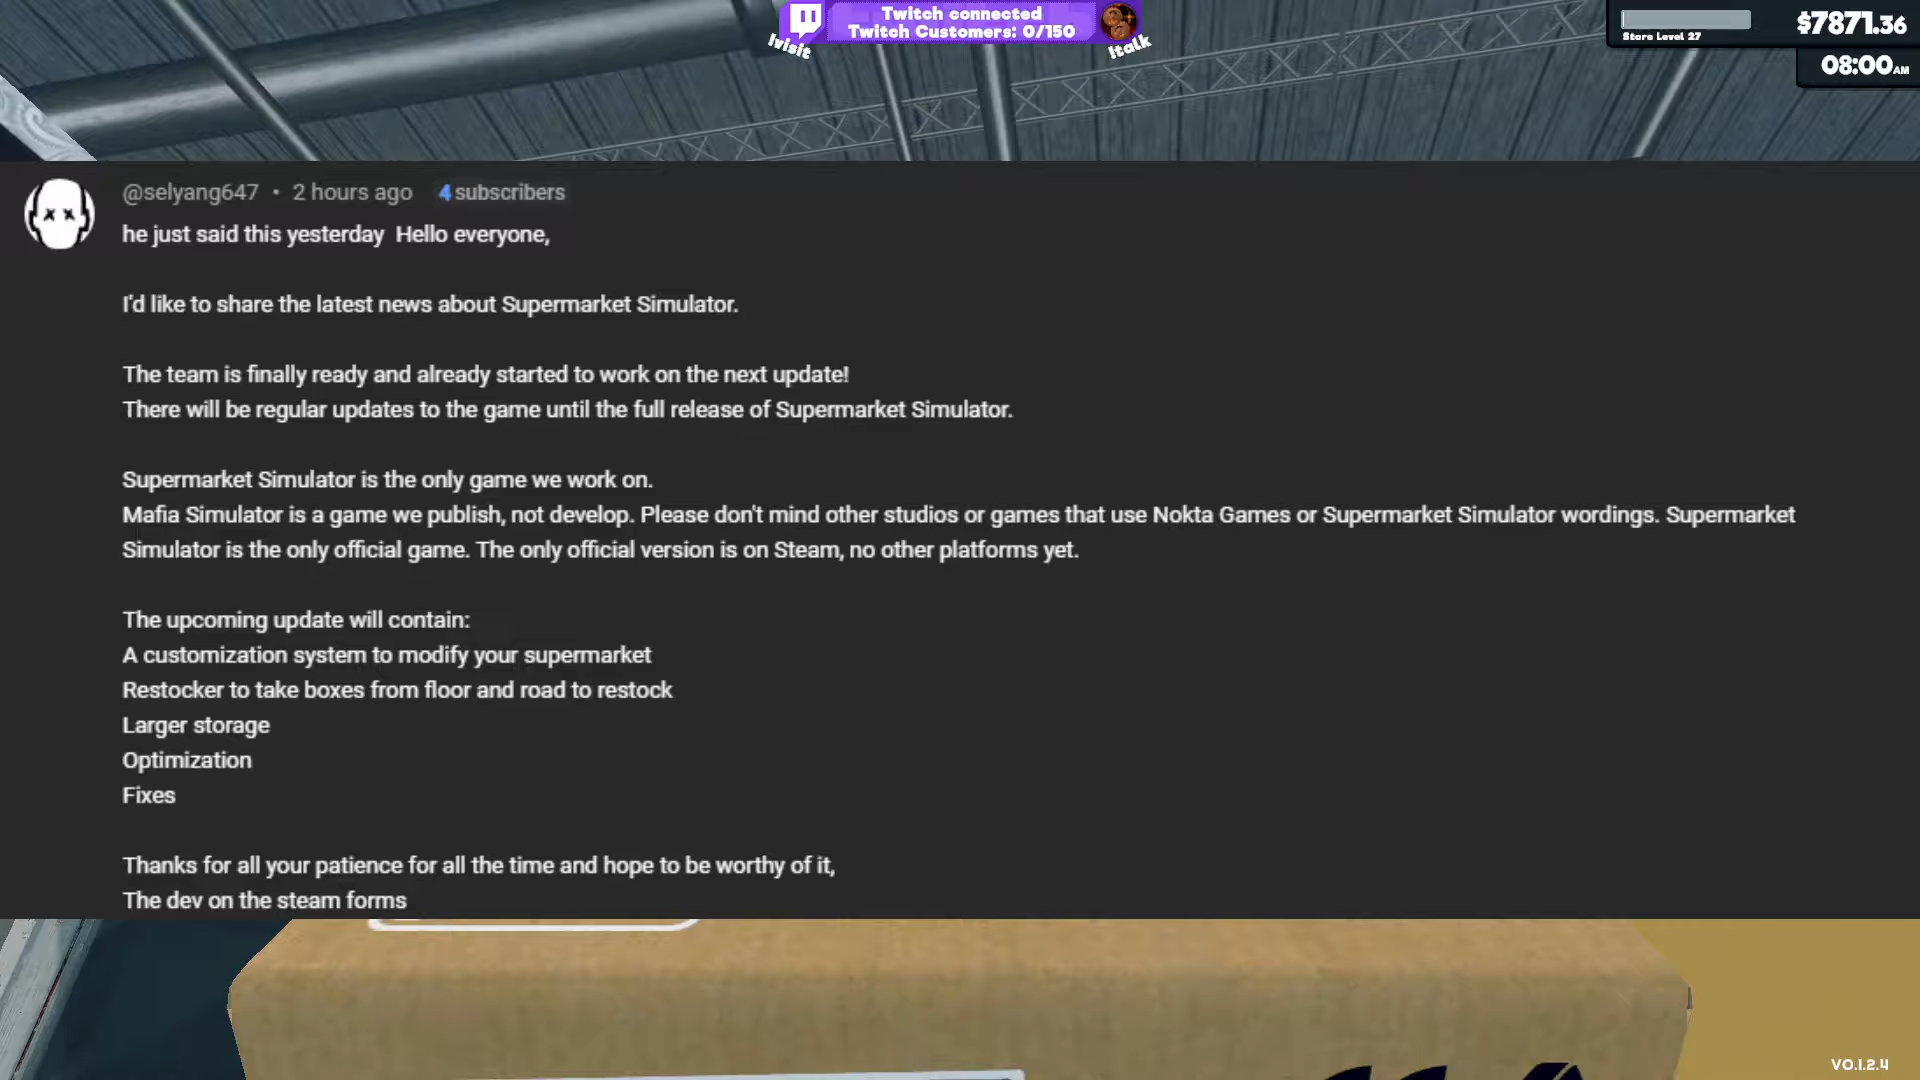 Twitch connected
Twitch Customers: 0/150
!visit
!talk
Store Level 27
$7871.36
08:00AM
@selyang647 • 2 hours ago 4 subscribers
he just said this yesterday Hello everyone,
I'd like to share the latest news about Supermarket Simulator.
The team is finally ready and already started to work on the next update!
There will be regular updates to the game until the full release of Supermarket Simulator.
Supermarket Simulator is the only game we work on.
Mafia Simulator is a game we publish, not develop. Please don't mind other studios or games that use Nokta Games or Supermarket Simulator wordings. Supermarket
Simulator is the only official game. The only official version is on Steam, no other platforms yet.
The upcoming update will contain:
A customization system to modify your supermarket
Restocker to take boxes from floor and road to restock
Larger storage
Optimization
Fixes
Thanks for all your patience for all the time and hope to be worthy of it,
The dev on the steam forms
V0.1.2.4